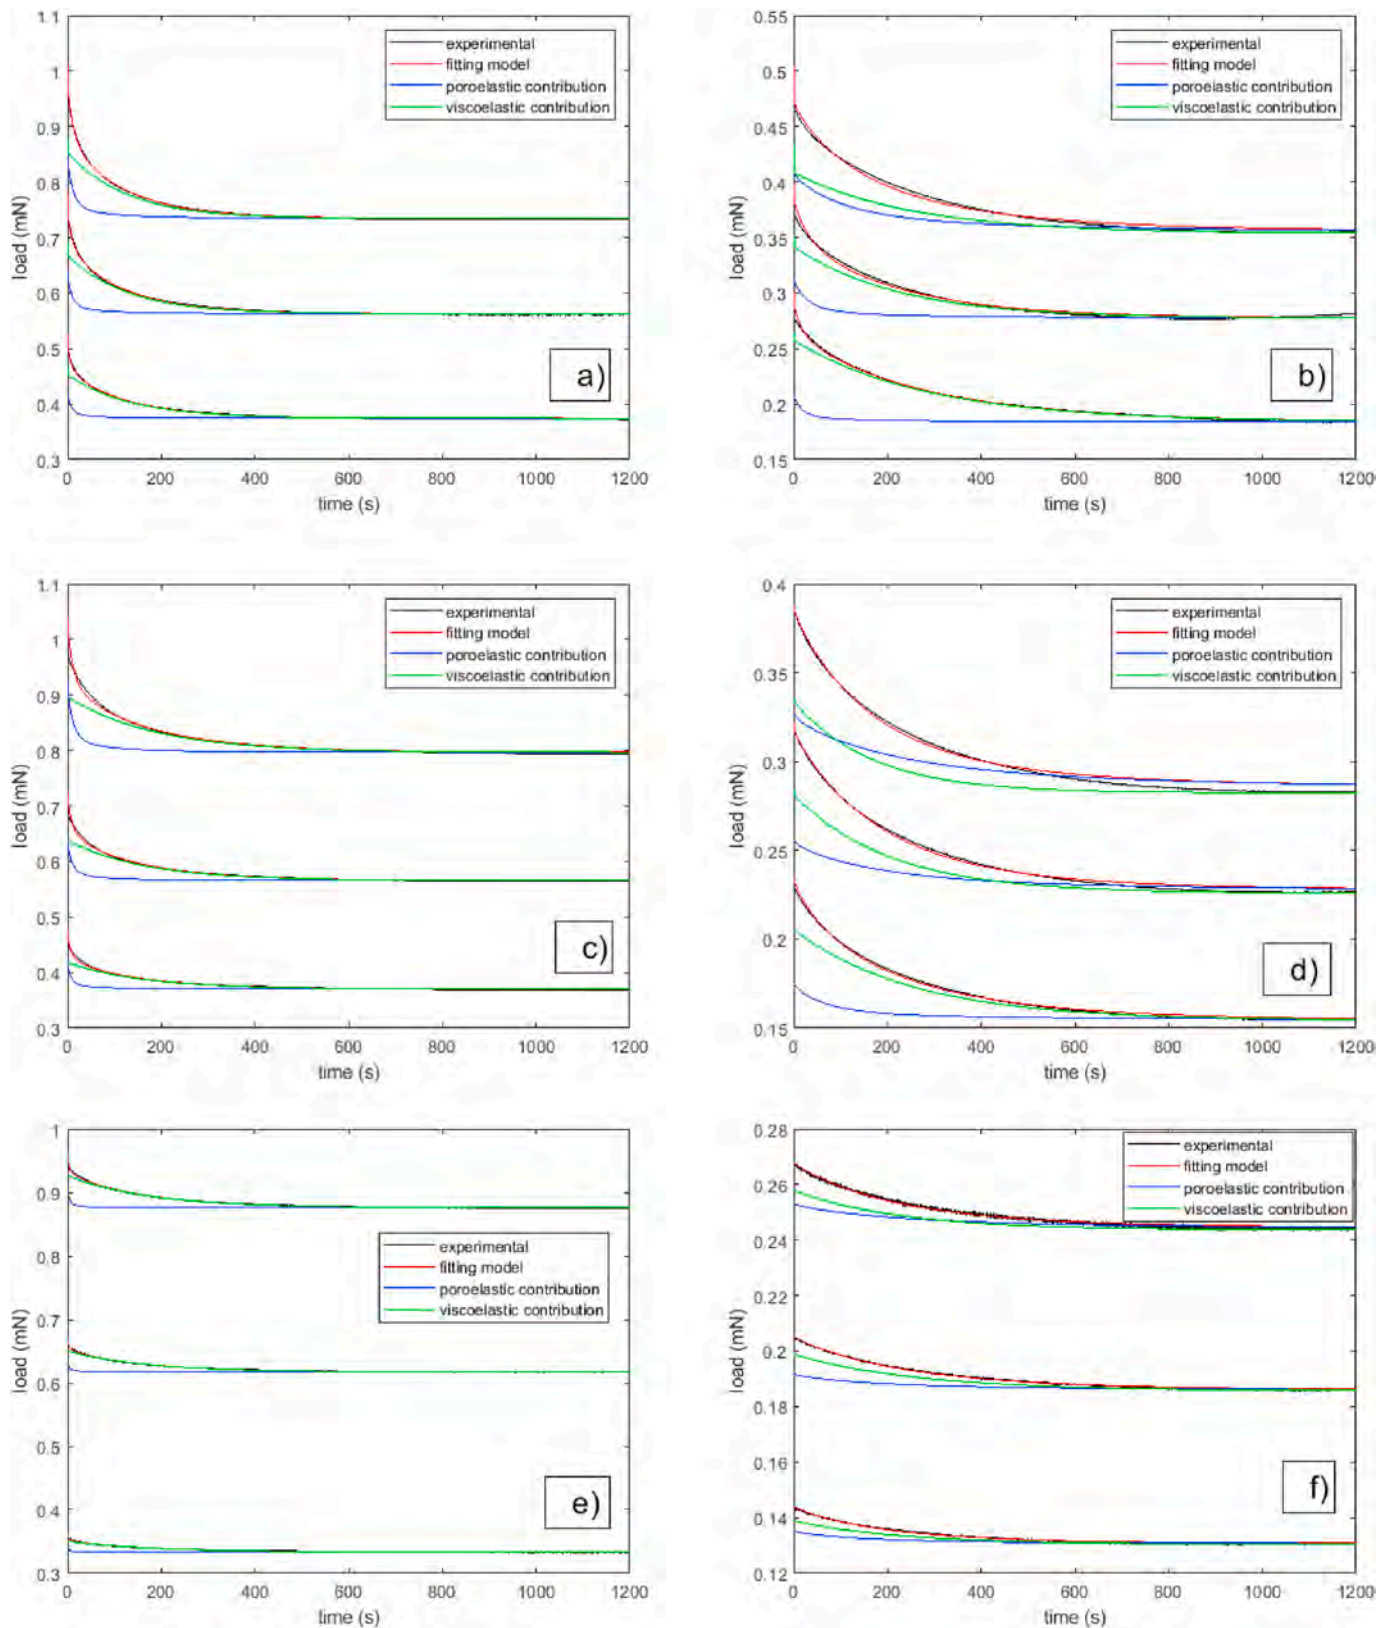 1.1
1
0.9
0.8
0.7
0.6
0.5
0.4
0.3
load (mN)
0 200 400 600 800 1000 1200
time (s)
experimental
fitting model
poroelastic contribution
viscoelastic contribution
a)
0.55
0.5
0.45
0.4
0.35
0.3
0.25
0.2
0.15
load (mN)
0 200 400 600 800 1000 1200
time (s)
experimental
fitting model
poroelastic contribution
viscoelastic contribution
b)
1.1
1
0.9
0.8
0.7
0.6
0.5
0.4
0.3
load (mN)
0 200 400 600 800 1000 1200
time (s)
experimental
fitting model
poroelastic contribution
viscoelastic contribution
c)
0.4
0.35
0.3
0.25
0.2
0.15
load (mN)
0 200 400 600 800 1000 1200
time (s)
experimental
fitting model
poroelastic contribution
viscoelastic contribution
d)
1
0.9
0.8
0.7
0.6
0.5
0.4
0.3
load (mN)
0 200 400 600 800 1000 1200
time (s)
experimental
fitting model
poroelastic contribution
viscoelastic contribution
e)
0.28
0.26
0.24
0.22
0.2
0.18
0.16
0.14
0.12
load (mN)
0 200 400 600 800 1000 1200
time (s)
experimental
fitting model
poroelastic contribution
viscoelastic contribution
f)